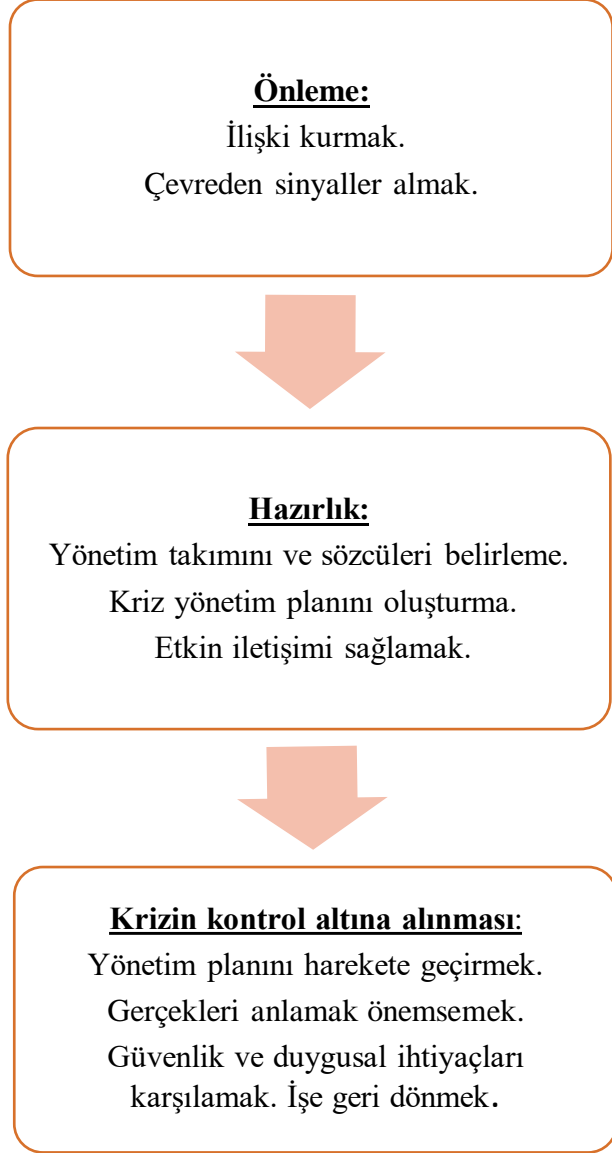 Önleme:
İlişki kurmak.
Çevreden sinyaller almak.
Hazırlık:
Yönetim takımını ve sözcüleri belirleme.
Kriz yönetim planını oluşturma.
Etkin iletişimi sağlamak.
Krizin kontrol altına alınması:
Yönetim planını harekete geçirmek.
Gerçekleri anlamak önemsemek.
Güvenlik ve duygusal ihtiyaçları
karşılamak. İşe geri dönmek.